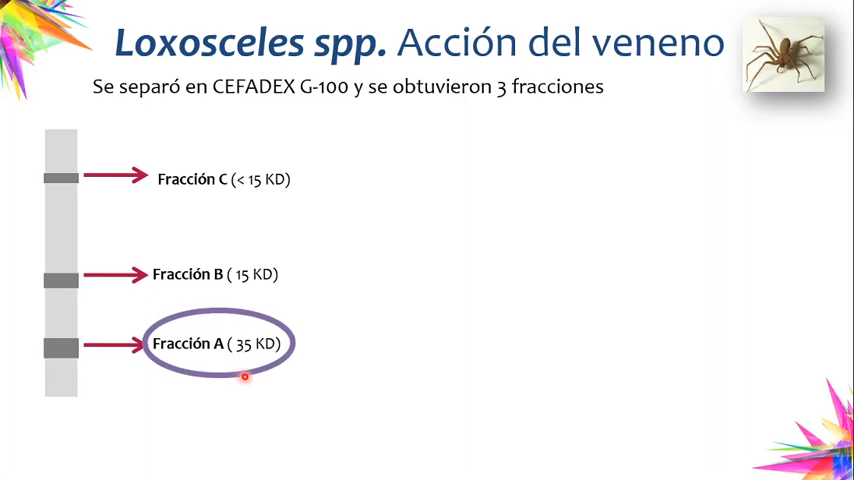 Loxosceles spp. Acción del veneno
Se separó en CEFADEX G-100 y se obtuvieron 3 fracciones
Fracción C (< 15 KD)
Fracción B ( 15 KD)
Fracción A ( 35 KD)